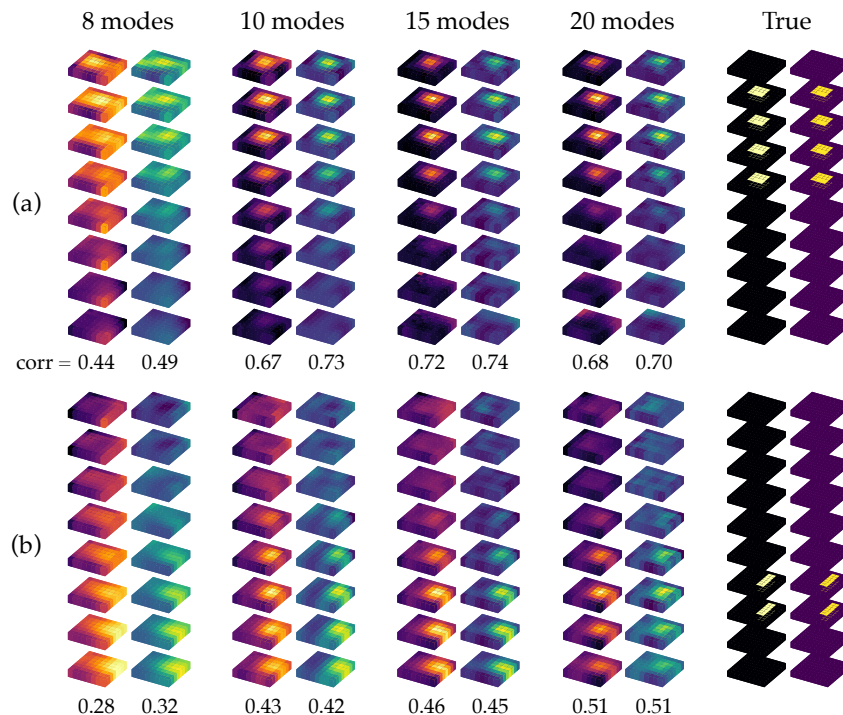 8 modes 10 modes 15 modes 20 modes True
(a)
corr = 0.44 0.49 0.67 0.73 0.72 0.74 0.68 0.70
(b)
0.28 0.32 0.43 0.42 0.46 0.45 0.51 0.51